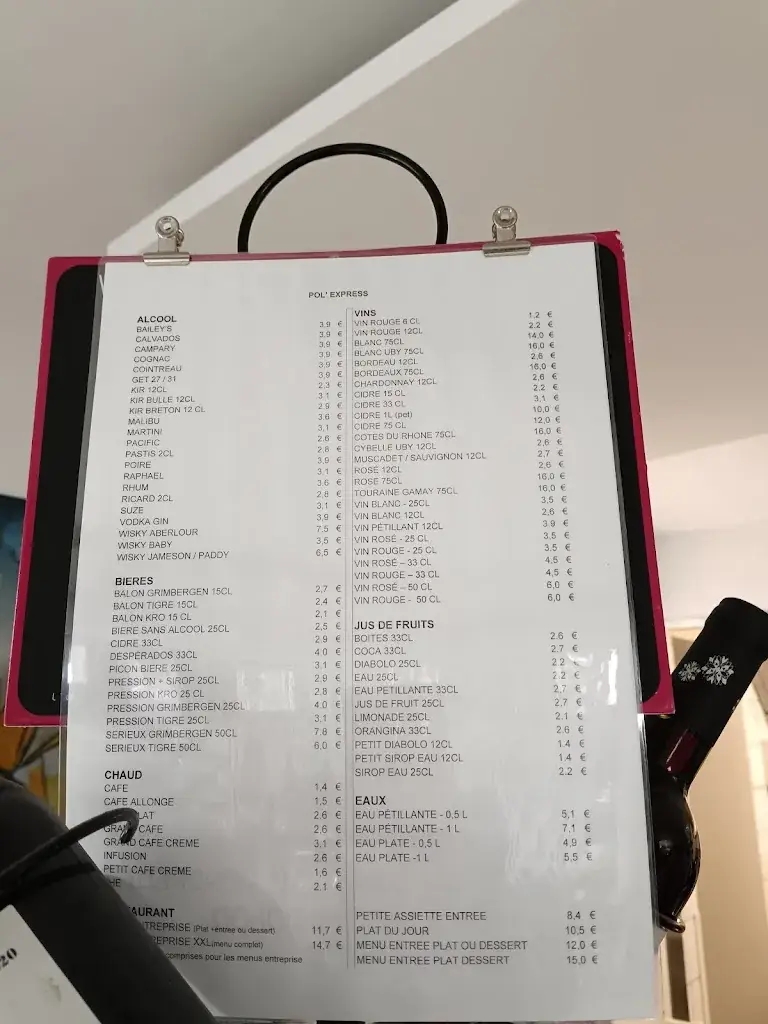 POL' EXPRESS
ALCOOL
BAILEY'S 3,9 €
CALVADOS 3,9 €
CAMPARY 3,9 €
COGNAC 3,9 €
COINTREAU 3,9 €
GET 27 / 31 3,9 €
KIR 12CL 2,3 €
KIR BULLE 12CL 3,1 €
KIR BRETON 12 CL 2,9 €
MALIBU 3,6 €
MARTINI 3,1 €
PACIFIC 2,6 €
PASTIS 2CL 2,8 €
POIRE 3,9 €
RAPHAEL 3,1 €
RHUM 3,6 €
RICARD 2CL 2,8 €
SUZE 3,1 €
VODKA GIN 3,9 €
WISKY ABERLOUR 7,5 €
WISKY BABY 3,5 €
WISKY JAMESON / PADDY 6,5 €
BIERES
BALON GRIMBERGEN 15CL 2,7 €
BALON TIGRE 15CL 2,4 €
BALON KRO 15 CL 2,1 €
BIERE SANS ALCOOL 25CL 2,5 €
CIDRE 33CL 2,9 €
DESPERADOS 33CL 4,0 €
PICON BIERE 25CL 3,1 €
PRESSION + SIROP 25CL 2,9 €
PRESSION KRO 25 CL 2,8 €
PRESSION GRIMBERGEN 25CL 4,0 €
PRESSION TIGRE 25CL 3,1 €
SERIEUX GRIMBERGEN 50CL 7,8 €
SERIEUX TIGRE 50CL 6,0 €
CHAUD
CAFE 1,4 €
CAFE ALLONGE 1,5 €
LAT 2,6 €
GRAND CAFE 2,6 €
GRAND CAFE CREME 3,1 €
INFUSION 2,6 €
PETIT CAFE CREME 1,6 €
HE 2,1 €
AURANT
NTREPRISE (Plat +entree ou dessert) 11,7 €
REPRISE XXL(menu complet) 14,7 €
comprises pour les menus entreprise
VINS
VIN ROUGE 6 CL 1,2 €
VIN ROUGE 12CL 2,2 €
BLANC 75CL 14,0 €
BLANC UBY 75CL 16,0 €
BORDEAU 12CL 2,6 €
BORDEAUX 75CL 16,0 €
CHARDONNAY 12CL 2,6 €
CIDRE 15 CL 2,2 €
CIDRE 33 CL 3,1 €
CIDRE 1L (pet) 10,0 €
CIDRE 75 CL 12,0 €
COTES DU RHONE 75CL 16,0 €
CYBELLE UBY 12CL 2,6 €
MUSCADET / SAUVIGNON 12CL 2,7 €
ROSE 12CL 2,6 €
ROSE 75CL 16,0 €
TOURAINE GAMAY 75CL 16,0 €
VIN BLANC - 25CL 3,5 €
VIN BLANC 12CL 2,6 €
VIN PÉTILLANT 12CL 3,9 €
VIN ROSÉ - 25 CL 3,5 €
VIN ROUGE - 25 CL 3,5 €
VIN ROSÉ – 33 CL 4,5 €
VIN ROUGE – 33 CL 4,5 €
VIN ROSÉ – 50 CL 6,0 €
VIN ROUGE - 50 CL 6,0 €
JUS DE FRUITS
BOITES 33CL 2,6 €
COCA 33CL 2,7 €
DIABOLO 25CL 2,2 €
EAU 25CL 2,2 €
EAU PETILLANTE 33CL 2,7 €
JUS DE FRUIT 25CL 2,7 €
LIMONADE 25CL 2,1 €
ORANGINA 33CL 2,6 €
PETIT DIABOLO 12CL 1,4 €
PETIT SIROP EAU 12CL 1,4 €
SIROP EAU 25CL 2,2 €
EAUX
EAU PÉTILLANTE - 0,5 L 5,1 €
EAU PÉTILLANTE - 1 L 7,1 €
EAU PLATE - 0,5 L 4,9 €
EAU PLATE -1 L 5,5 €
PETITE ASSIETTE ENTREE 8,4 €
PLAT DU JOUR 10,5 €
MENU ENTREE PLAT OU DESSERT 12,0 €
MENU ENTREE PLAT DESSERT 15,0 €
20